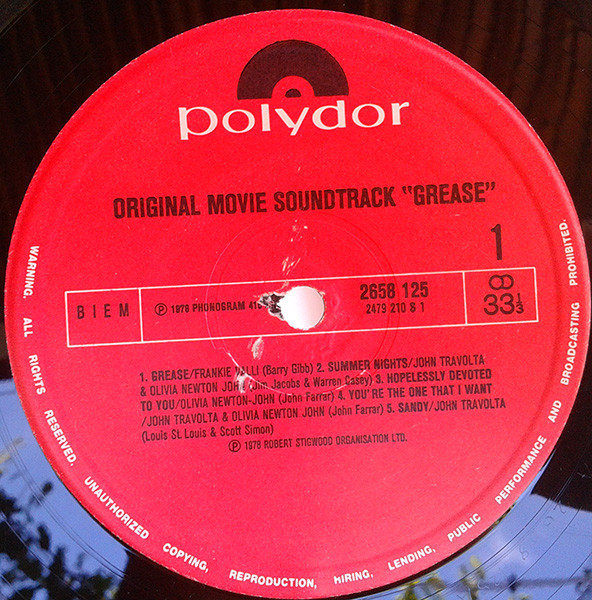 polydor
ORIGINAL MOVIE SOUNDTRACK "GREASE"
1
BIEM
Ⓟ 1978 PHONOGRAM
2658 125
2479 210 S 1
33⅓
1. GREASE/FRANKIE VALLI (Barry Gibb) 2. SUMMER NIGHTS/JOHN TRAVOLTA
& OLIVIA NEWTON JOHN (Jim Jacobs & Warren Casey) 3. HOPELESSLY DEVOTED
TO YOU/OLIVIA NEWTON-JOHN (John Farrar) 4. YOU'RE THE ONE THAT I WANT
/JOHN TRAVOLTA & OLIVIA NEWTON JOHN (John Farrar) 5. SANDY/JOHN TRAVOLTA
(Louis St. Louis & Scott Simon)
Ⓟ 1978 ROBERT STIGWOOD ORGANISATION LTD.
WARNING. ALL RIGHTS RESERVED. UNAUTHORIZED COPYING, REPRODUCTION, HIRING, LENDING, PUBLIC PERFORMANCE AND BROADCASTING PROHIBITED.